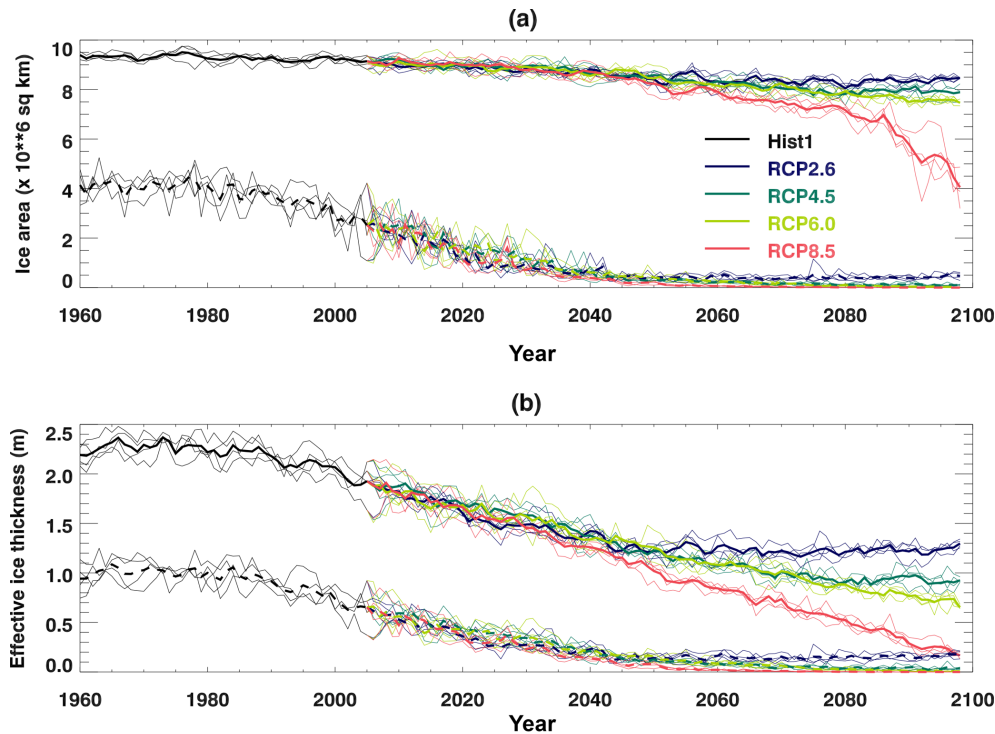 (a)
Ice area (x 10**6 sq km)
10
8
6
4
2
0
Hist1
RCP2.6
RCP4.5
RCP6.0
RCP8.5
1960 1980 2000 2020 2040 2060 2080 2100
Year
(b)
Effective ice thickness (m)
2.5
2.0
1.5
1.0
0.5
0.0
1960 1980 2000 2020 2040 2060 2080 2100
Year